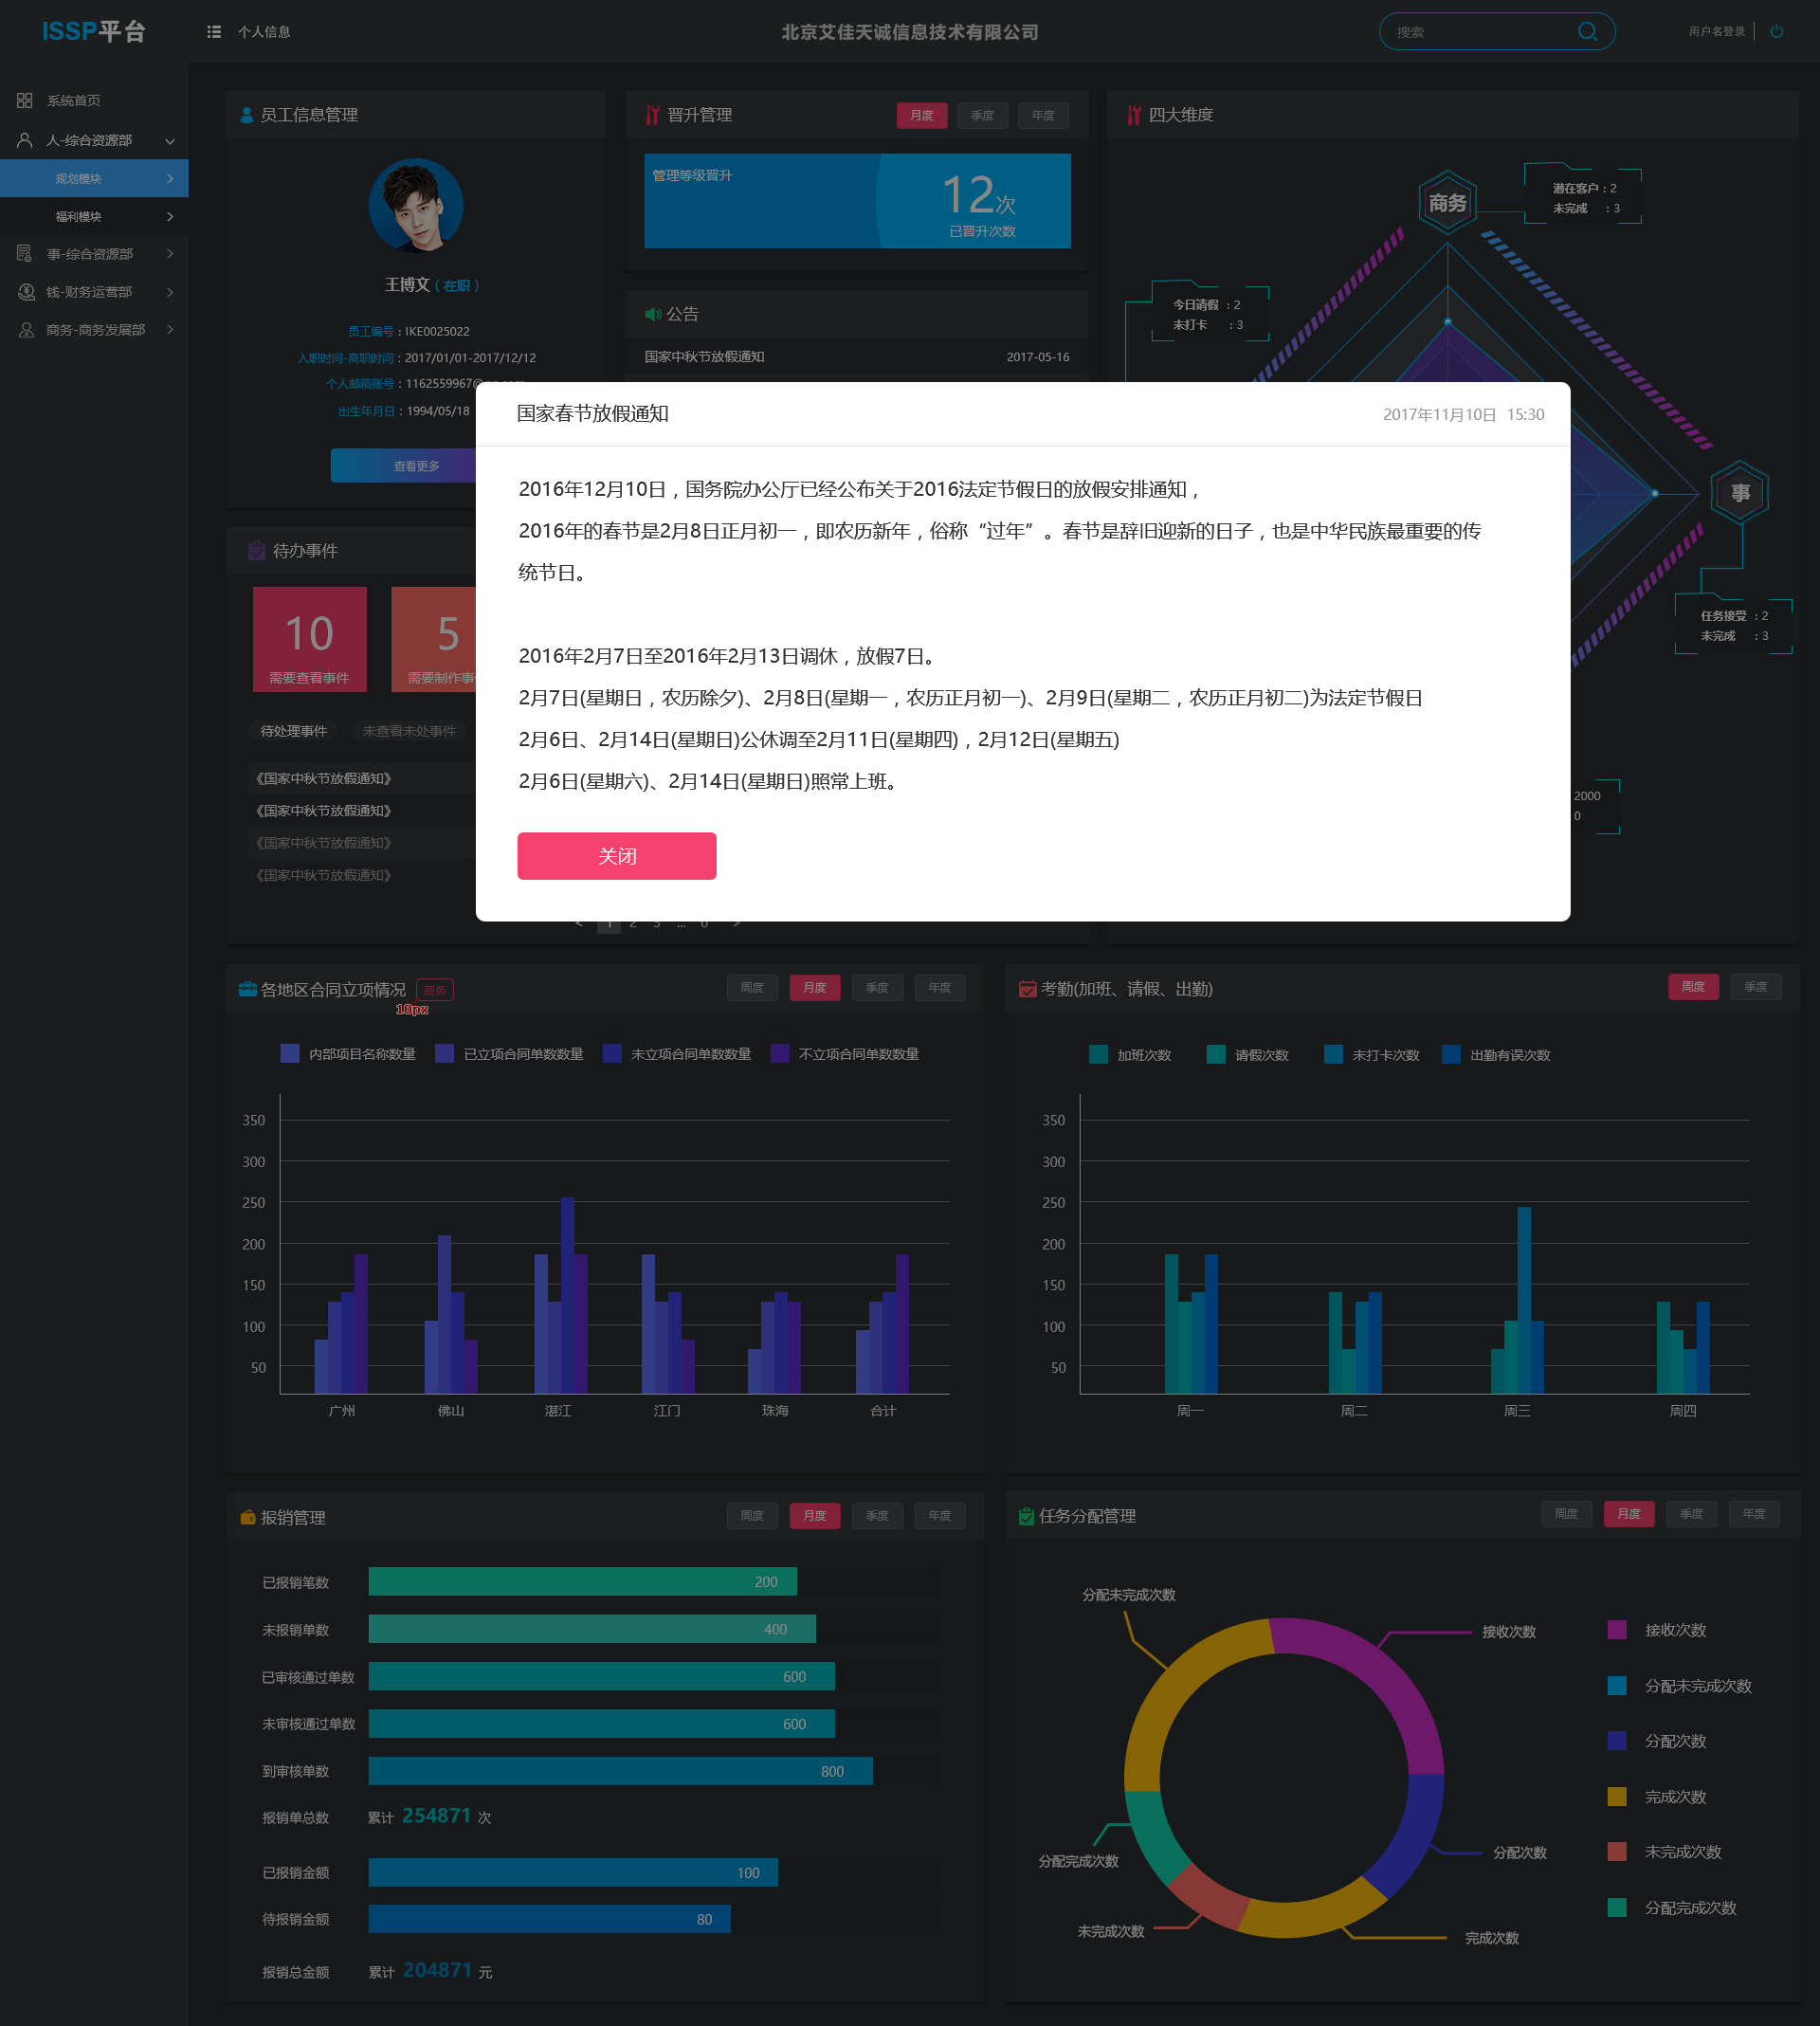 ISSP平台
个人信息
北京艾佳天诚信息技术有限公司
搜索
用户名登录
系统首页
人-综合资源部
规划模块
福利模块
事-综合资源部
钱-财务运营部
商务-商务发展部
员工信息管理
王博文(在职)
员工编号：IKE0025022
入职时间-离职时间：2017/01/01-2017/12/12
个人邮箱账号：1162559967@
出生年月日：1994/05/18
查看更多
晋升管理
月度 季度 年度
管理等级晋升
12次
已晋升次数
公告
国家中秋节放假通知 2017-05-16
四大维度
商务
潜在客户：2
未完成 ：3
今日请假 ：2
未打卡 ：3
事
任务接受 ：2
未完成 ：3
2000
0
国家春节放假通知 2017年11月10日 15:30
2016年12月10日，国务院办公厅已经公布关于2016法定节假日的放假安排通知，
2016年的春节是2月8日正月初一，即农历新年，俗称“过年”。春节是辞旧迎新的日子，也是中华民族最重要的传
统节日。
2016年2月7日至2016年2月13日调休，放假7日。
2月7日(星期日，农历除夕)、2月8日(星期一，农历正月初一)、2月9日(星期二，农历正月初二)为法定节假日
2月6日、2月14日(星期日)公休调至2月11日(星期四)，2月12日(星期五)
2月6日(星期六)、2月14日(星期日)照常上班。
关闭
待办事件
10
需要查看事件
5
需要制作事
待处理事件 未查看未处事件
《国家中秋节放假通知》
《国家中秋节放假通知》
《国家中秋节放假通知》
《国家中秋节放假通知》
< 1 2 3 ... 6 >
各地区合同立项情况 商务
10px
周度 月度 季度 年度
内部项目名称数量 已立项合同单数数量 未立项合同单数数量 不立项合同单数数量
350
300
250
200
150
100
50
广州 佛山 湛江 江门 珠海 合计
考勤(加班、请假、出勤)
周度 季度
加班次数 请假次数 未打卡次数 出勤有误次数
350
300
250
200
150
100
50
周一 周二 周三 周四
报销管理
周度 月度 季度 年度
已报销笔数 200
未报销单数 400
已审核通过单数 600
未审核通过单数 600
到审核单数 800
报销单总数 累计 254871 次
已报销金额 100
待报销金额 80
报销总金额 累计 204871 元
任务分配管理
周度 月度 季度 年度
分配未完成次数
接收次数
分配次数
完成次数
未完成次数
分配完成次数
接收次数
分配未完成次数
分配次数
完成次数
未完成次数
分配完成次数